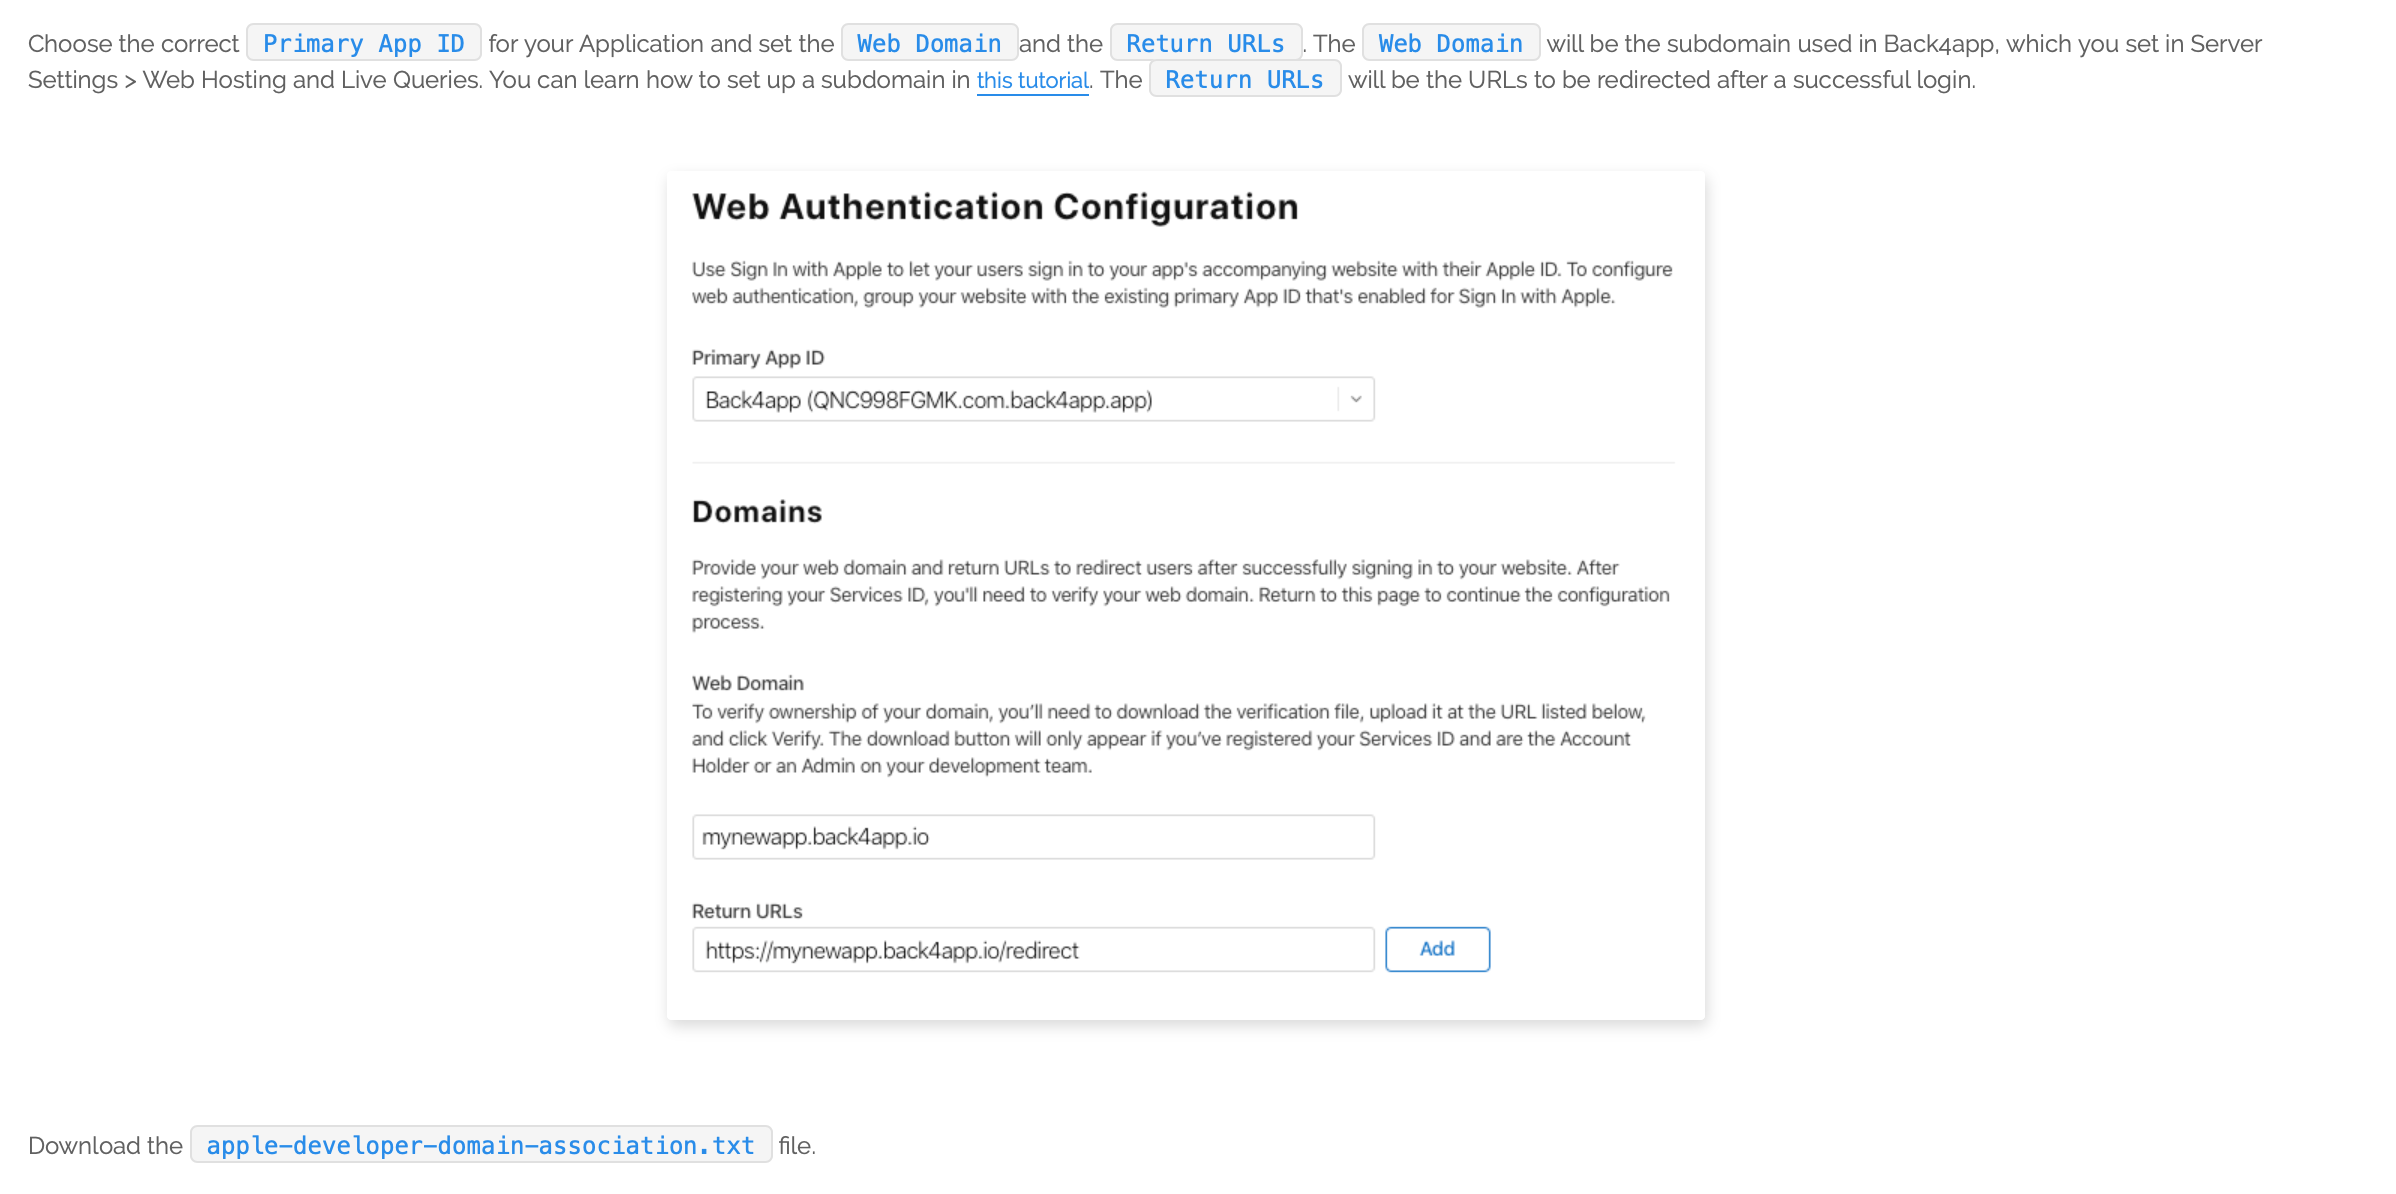 Choose the correct Primary App ID for your Application and set the Web Domain and the Return URLs . The Web Domain will be the subdomain used in Back4app, which you set in Server
Settings > Web Hosting and Live Queries. You can learn how to set up a subdomain in this tutorial. The Return URLs will be the URLs to be redirected after a successful login.
Web Authentication Configuration
Use Sign In with Apple to let your users sign in to your app's accompanying website with their Apple ID. To configure
web authentication, group your website with the existing primary App ID that's enabled for Sign In with Apple.
Primary App ID
Back4app (QNC998FGMK.com.back4app.app)
Domains
Provide your web domain and return URLs to redirect users after successfully signing in to your website. After
registering your Services ID, you'll need to verify your web domain. Return to this page to continue the configuration
process.
Web Domain
To verify ownership of your domain, you’ll need to download the verification file, upload it at the URL listed below,
and click Verify. The download button will only appear if you’ve registered your Services ID and are the Account
Holder or an Admin on your development team.
mynewapp.back4app.io
Return URLs
https://mynewapp.back4app.io/redirect
Add
Download the apple-developer-domain-association.txt file.